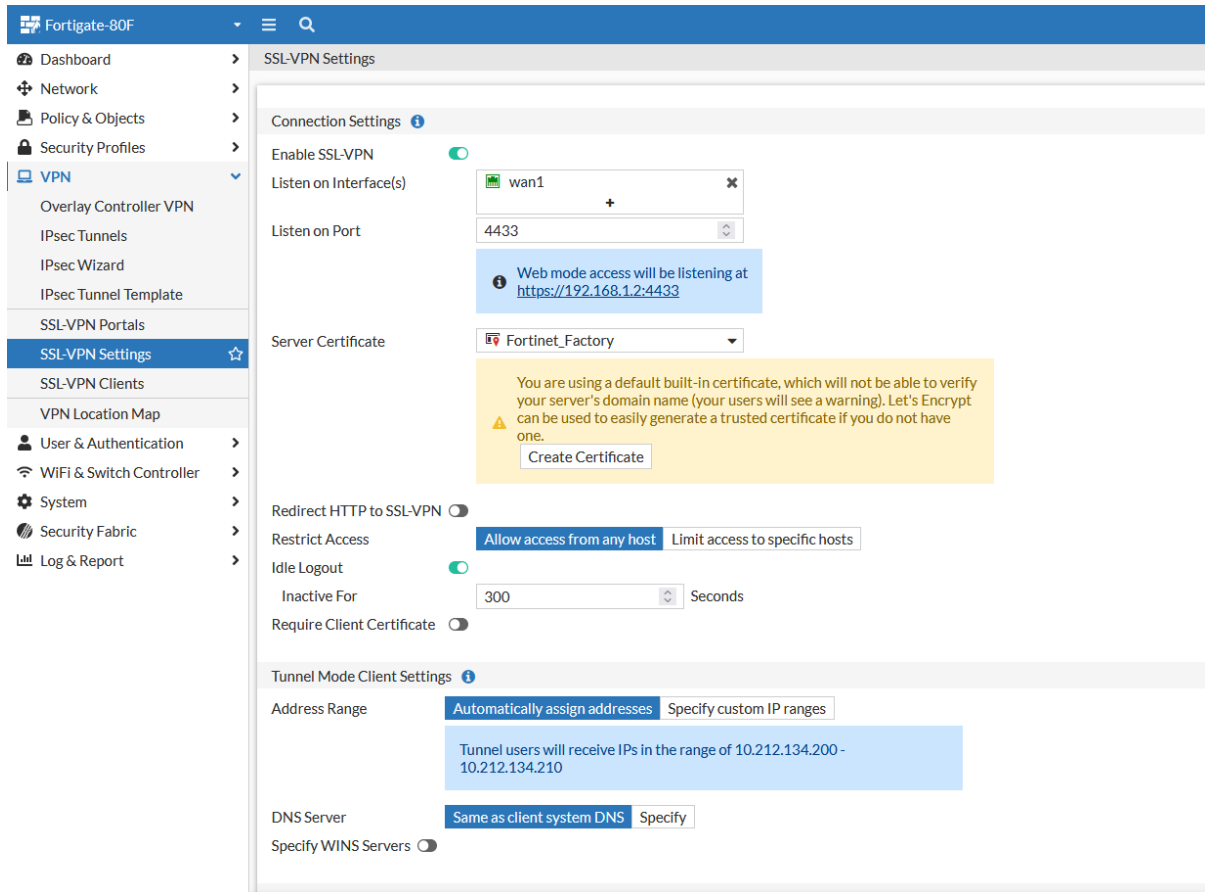 Fortigate-80F
Dashboard
Network
Policy & Objects
Security Profiles
VPN
Overlay Controller VPN
IPsec Tunnels
IPsec Wizard
IPsec Tunnel Template
SSL-VPN Portals
SSL-VPN Settings
SSL-VPN Clients
VPN Location Map
User & Authentication
WiFi & Switch Controller
System
Security Fabric
Log & Report
SSL-VPN Settings
Connection Settings
Enable SSL-VPN
Listen on Interface(s)
wan1
Listen on Port
4433
Web mode access will be listening at
https://192.168.1.2:4433
Server Certificate
Fortinet_Factory
You are using a default built-in certificate, which will not be able to verify
your server's domain name (your users will see a warning). Let's Encrypt
can be used to easily generate a trusted certificate if you do not have
one.
Create Certificate
Redirect HTTP to SSL-VPN
Restrict Access
Allow access from any host
Limit access to specific hosts
Idle Logout
Inactive For
300
Seconds
Require Client Certificate
Tunnel Mode Client Settings
Address Range
Automatically assign addresses
Specify custom IP ranges
Tunnel users will receive IPs in the range of 10.212.134.200 -
10.212.134.210
DNS Server
Same as client system DNS
Specify
Specify WINS Servers